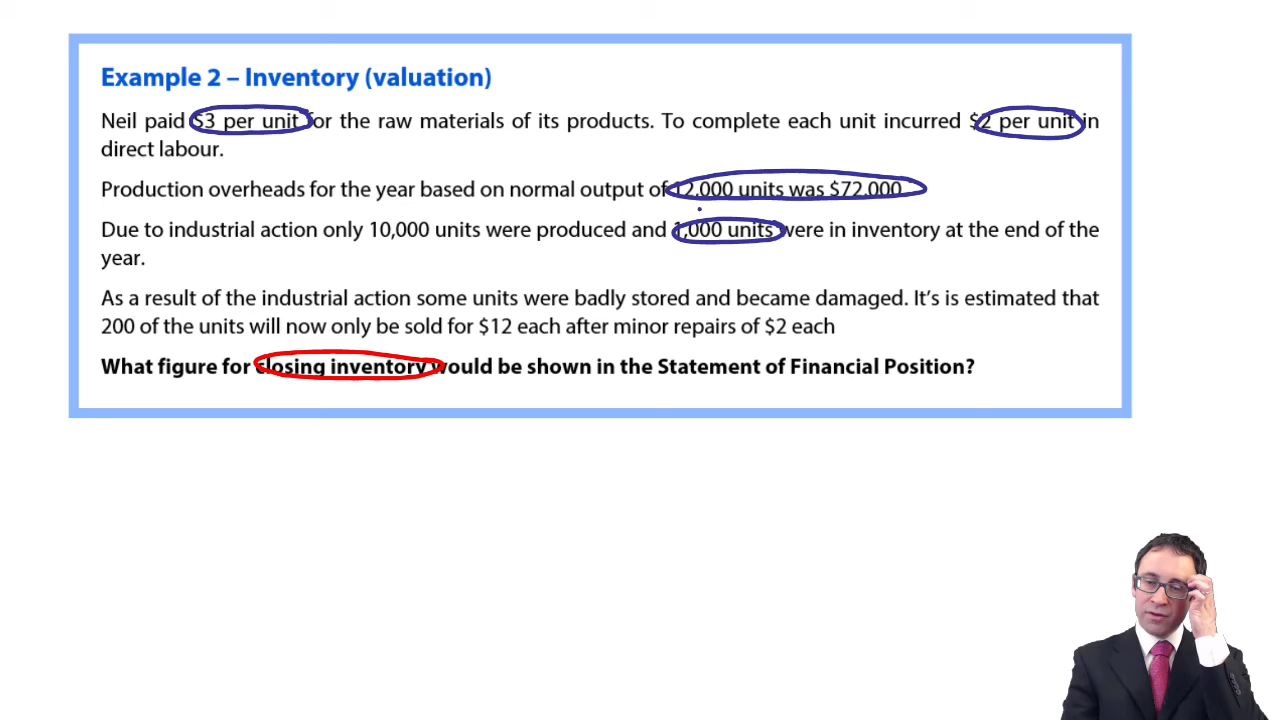 Example 2 – Inventory (valuation)
Neil paid $3 per unit for the raw materials of its products. To complete each unit incurred $2 per unit in
direct labour.
Production overheads for the year based on normal output of 12,000 units was $72,000
Due to industrial action only 10,000 units were produced and 1,000 units were in inventory at the end of the
year.
As a result of the industrial action some units were badly stored and became damaged. It's is estimated that
200 of the units will now only be sold for $12 each after minor repairs of $2 each
What figure for closing inventory would be shown in the Statement of Financial Position?